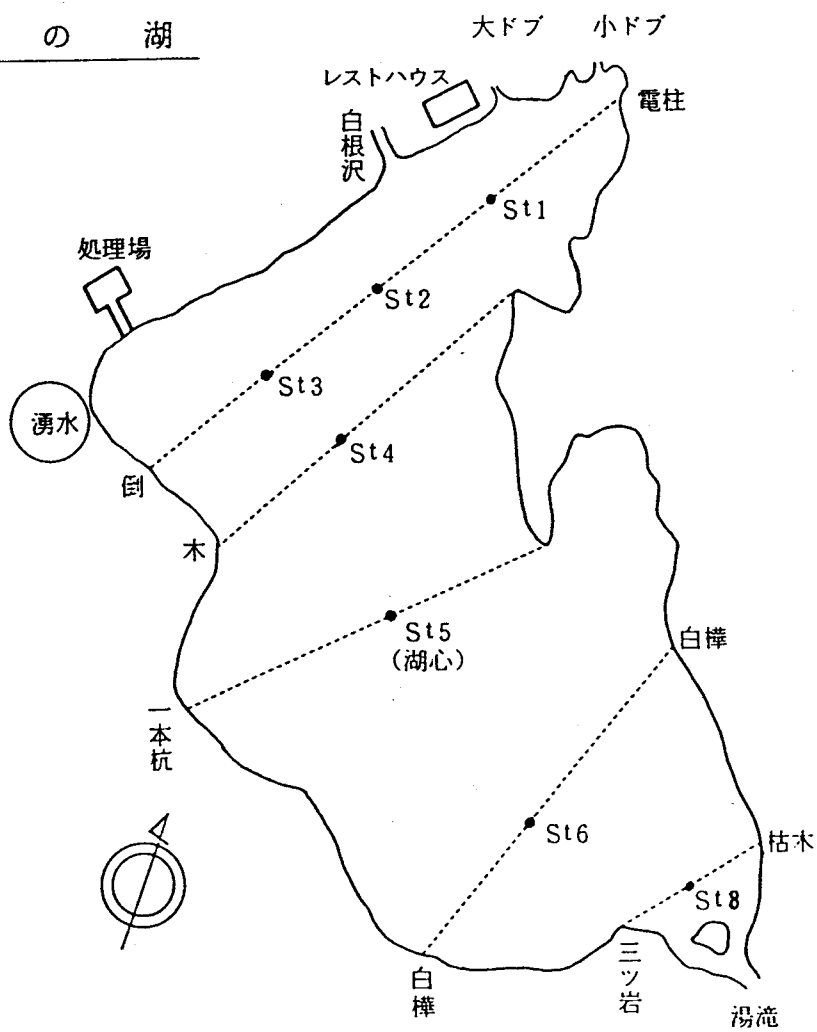 の 湖
大ドブ
小ドブ
レストハウス
電柱
白根沢
St1
処理場
St2
St3
湧水
St4
倒
木
St5
(湖心)
白樺
一本杭
St6
枯木
St8
三ツ岩
白樺
湯滝